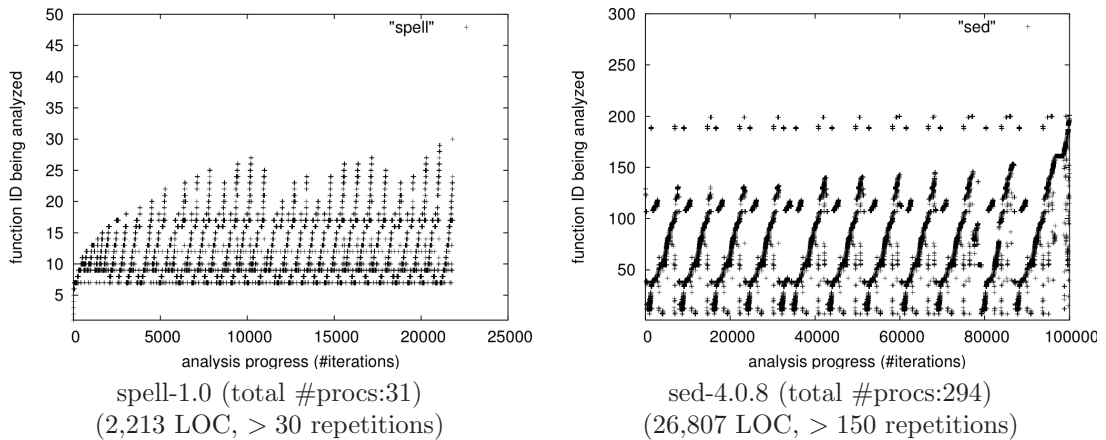 50
45
40
35
30
25
20
15
10
5
function ID being analyzed
"spell"
0
5000
10000
15000
20000
25000
analysis progress (#iterations)
spell-1.0 (total #procs:31)
(2,213 LOC, > 30 repetitions)
300
250
200
150
100
50
function ID being analyzed
"sed"
0
20000
40000
60000
80000
100000
analysis progress (#iterations)
sed-4.0.8 (total #procs:294)
(26,807 LOC, > 150 repetitions)